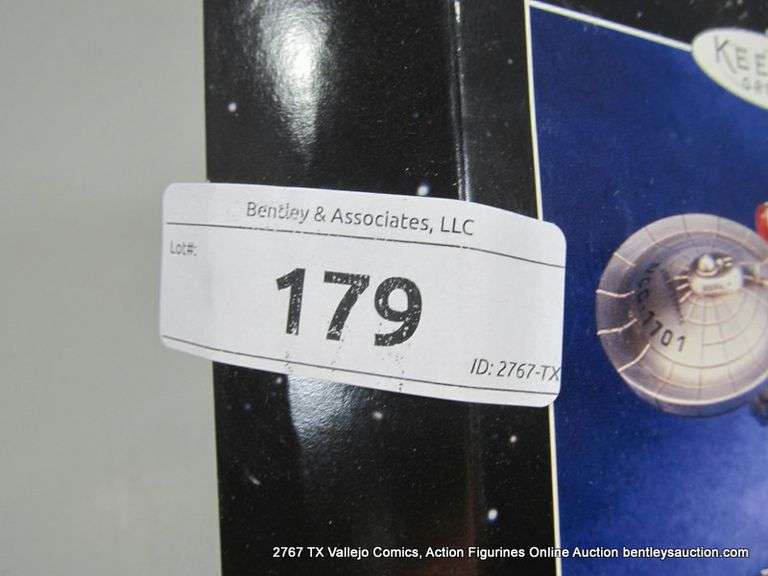 Bentley & Associates, LLC
Lot#:
179
ID: 2767-TX
NCC-1701
2767 TX Vallejo Comics, Action Figurines Online Auction bentleysauction.com